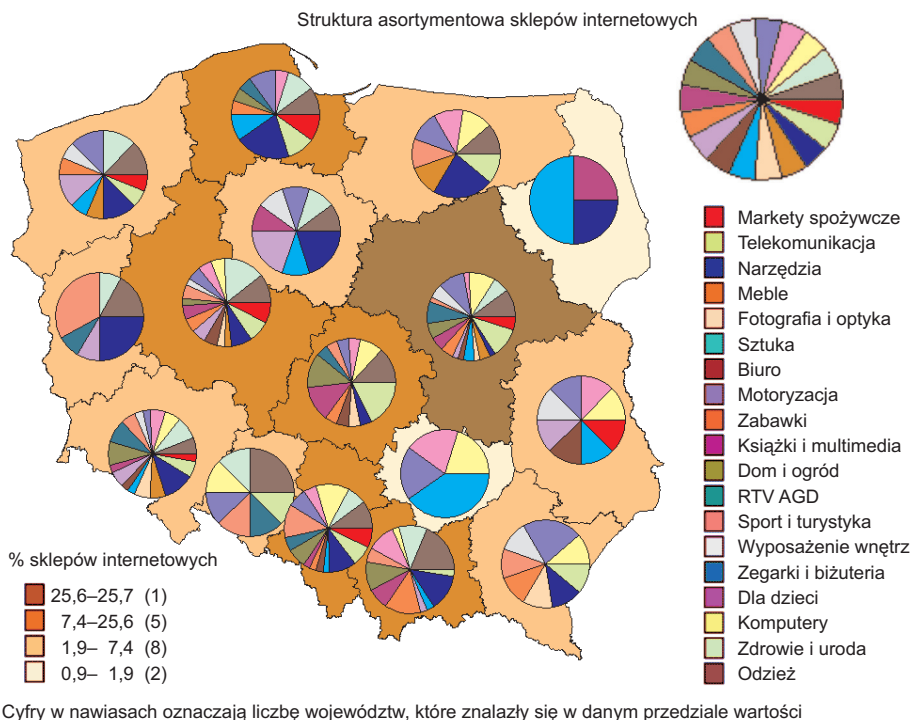 Struktura asortymentowa sklepów internetowych
Markety spożywcze
Telekomunikacja
Narzędzia
Meble
Fotografia i optyka
Sztuka
Biuro
Motoryzacja
Zabawki
Książki i multimedia
Dom i ogród
RTV AGD
Sport i turystyka
Wyposażenie wnętrz
Zegarki i biżuteria
Dla dzieci
Komputery
Zdrowie i uroda
Odzież
% sklepów internetowych
25,6–25,7 (1)
7,4–25,6 (5)
1,9– 7,4 (8)
0,9– 1,9 (2)
Cyfry w nawiasach oznaczają liczbę województw, które znalazły się w danym przedziale wartości